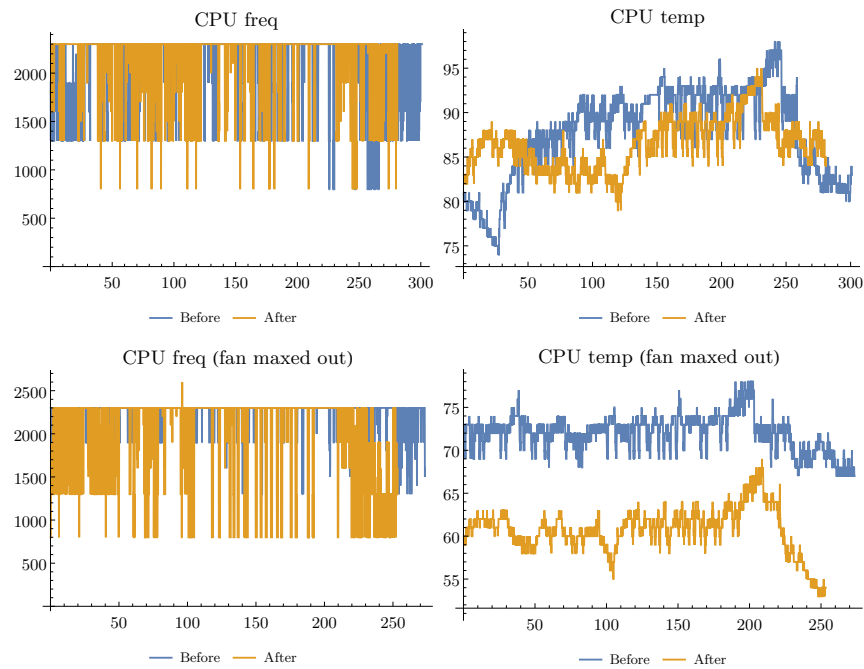 CPU freq
2000
1500
1000
500
50 100 150 200 250 300
Before After
CPU temp
95
90
85
80
75
50 100 150 200 250 300
Before After
CPU freq (fan maxed out)
2500
2000
1500
1000
500
50 100 150 200 250
Before After
CPU temp (fan maxed out)
75
70
65
60
55
50 100 150 200 250
Before After